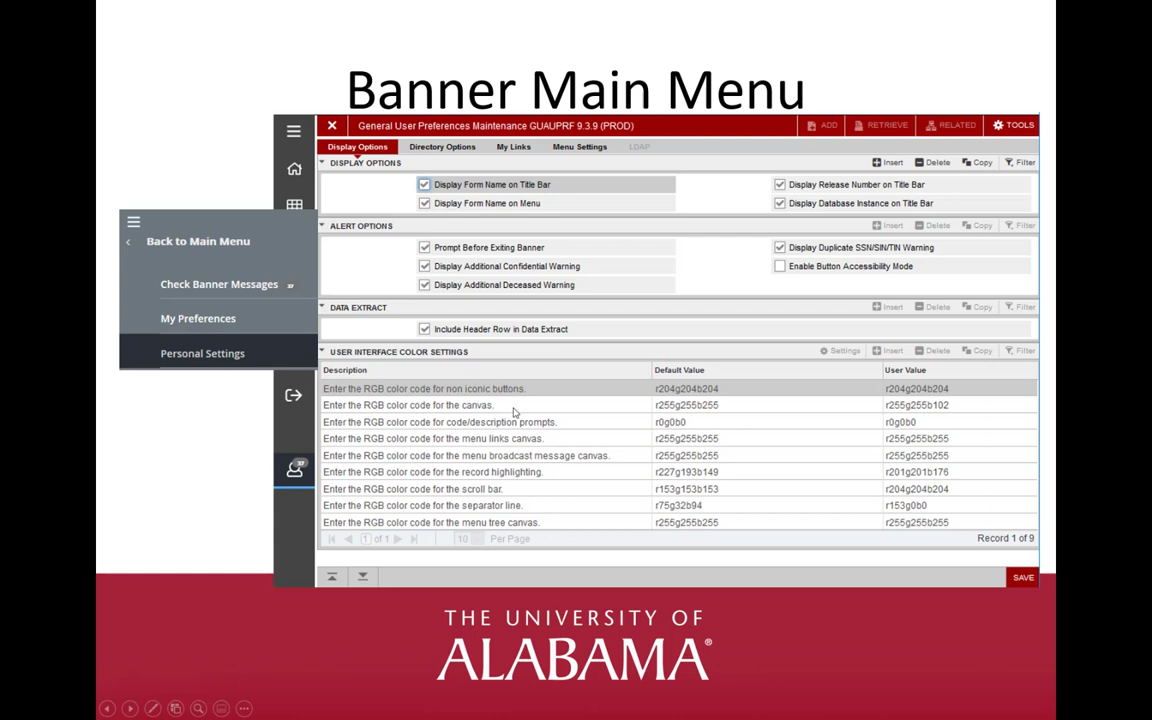 Banner Main Menu
General User Preferences Maintenance GUAUPRF 9.3.9 (PROD)
ADD
RETRIEVE
RELATED
TOOLS
Display Options
Directory Options
My Links
Menu Settings
LDAP
DISPLAY OPTIONS
Insert
Delete
Copy
Filter
Display Form Name on Title Bar
Display Release Number on Title Bar
Display Form Name on Menu
Display Database Instance on Title Bar
ALERT OPTIONS
Insert
Delete
Copy
Filter
Prompt Before Exiting Banner
Display Duplicate SSN/SIN/TIN Warning
Display Additional Confidential Warning
Enable Button Accessibility Mode
Display Additional Deceased Warning
Back to Main Menu
Check Banner Messages 37
My Preferences
Personal Settings
37
DATA EXTRACT
Insert
Delete
Copy
Filter
Include Header Row in Data Extract
USER INTERFACE COLOR SETTINGS
Settings
Insert
Delete
Copy
Filter
Description Default Value User Value
Enter the RGB color code for non iconic buttons. r204g204b204 r204g204b204
Enter the RGB color code for the canvas. r255g255b255 r255g255b102
Enter the RGB color code for code/description prompts. r0g0b0 r0g0b0
Enter the RGB color code for the menu links canvas. r255g255b255 r255g255b255
Enter the RGB color code for the menu broadcast message canvas. r255g255b255 r255g255b255
Enter the RGB color code for the record highlighting. r227g193b149 r201g201b176
Enter the RGB color code for the scroll bar. r153g153b153 r204g204b204
Enter the RGB color code for the separator line. r75g32b94 r153g0b0
Enter the RGB color code for the menu tree canvas. r255g255b255 r255g255b255
1 of 1
10 Per Page
Record 1 of 9
SAVE
THE UNIVERSITY OF
ALABAMA®